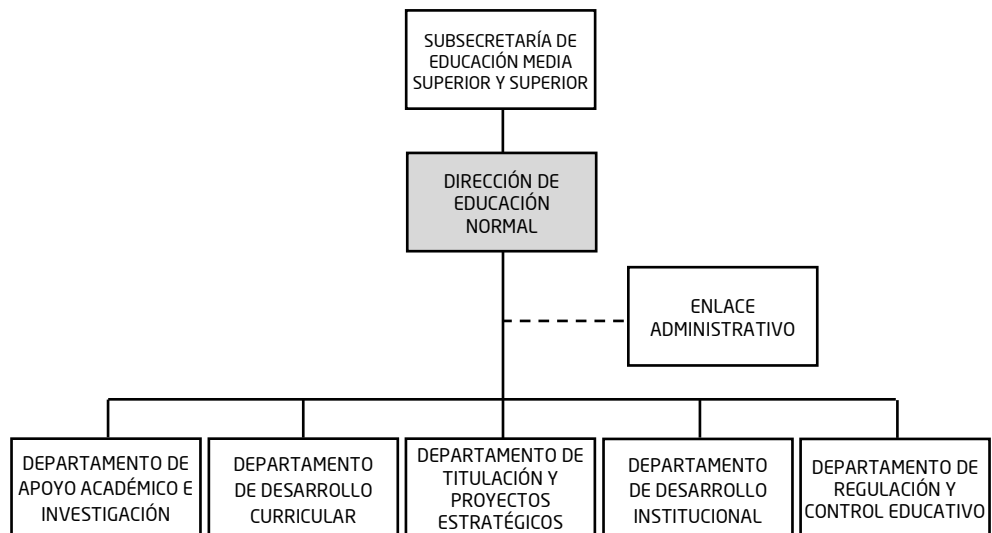 SUBSECRETARÍA DE
EDUCACIÓN MEDIA
SUPERIOR Y SUPERIOR
DIRECCIÓN DE
EDUCACIÓN
NORMAL
ENLACE
ADMINISTRATIVO
DEPARTAMENTO DE
APOYO ACADÉMICO E
INVESTIGACIÓN
DEPARTAMENTO
DE DESARROLLO
CURRICULAR
DEPARTAMENTO DE
TITULACIÓN Y
PROYECTOS
ESTRATÉGICOS
DEPARTAMENTO
DE DESARROLLO
INSTITUCIONAL
DEPARTAMENTO DE
REGULACIÓN Y
CONTROL EDUCATIVO